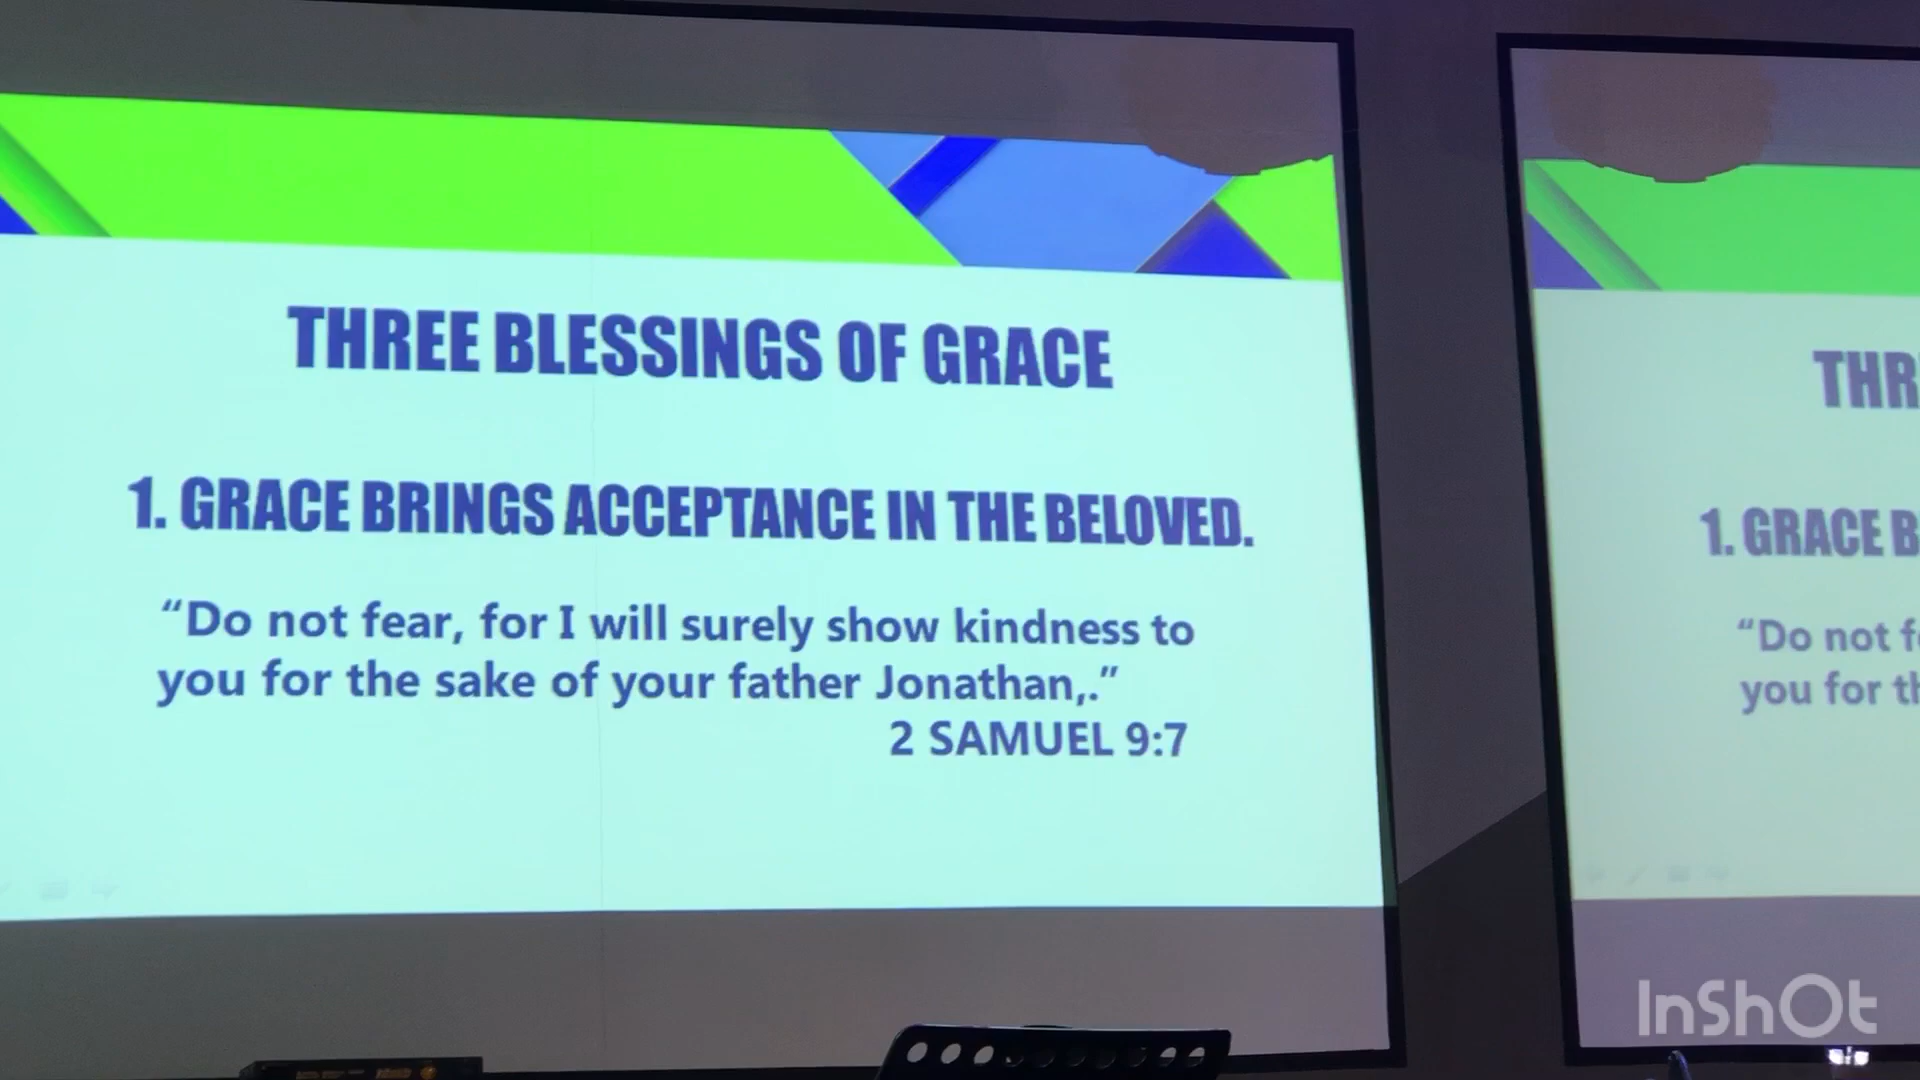 THREE BLESSINGS OF GRACE
1. GRACE BRINGS ACCEPTANCE IN THE BELOVED.
“Do not fear, for I will surely show kindness to
you for the sake of your father Jonathan,.”
2 SAMUEL 9:7
THR
1. GRACE B
“Do not f
you for th
InShOt